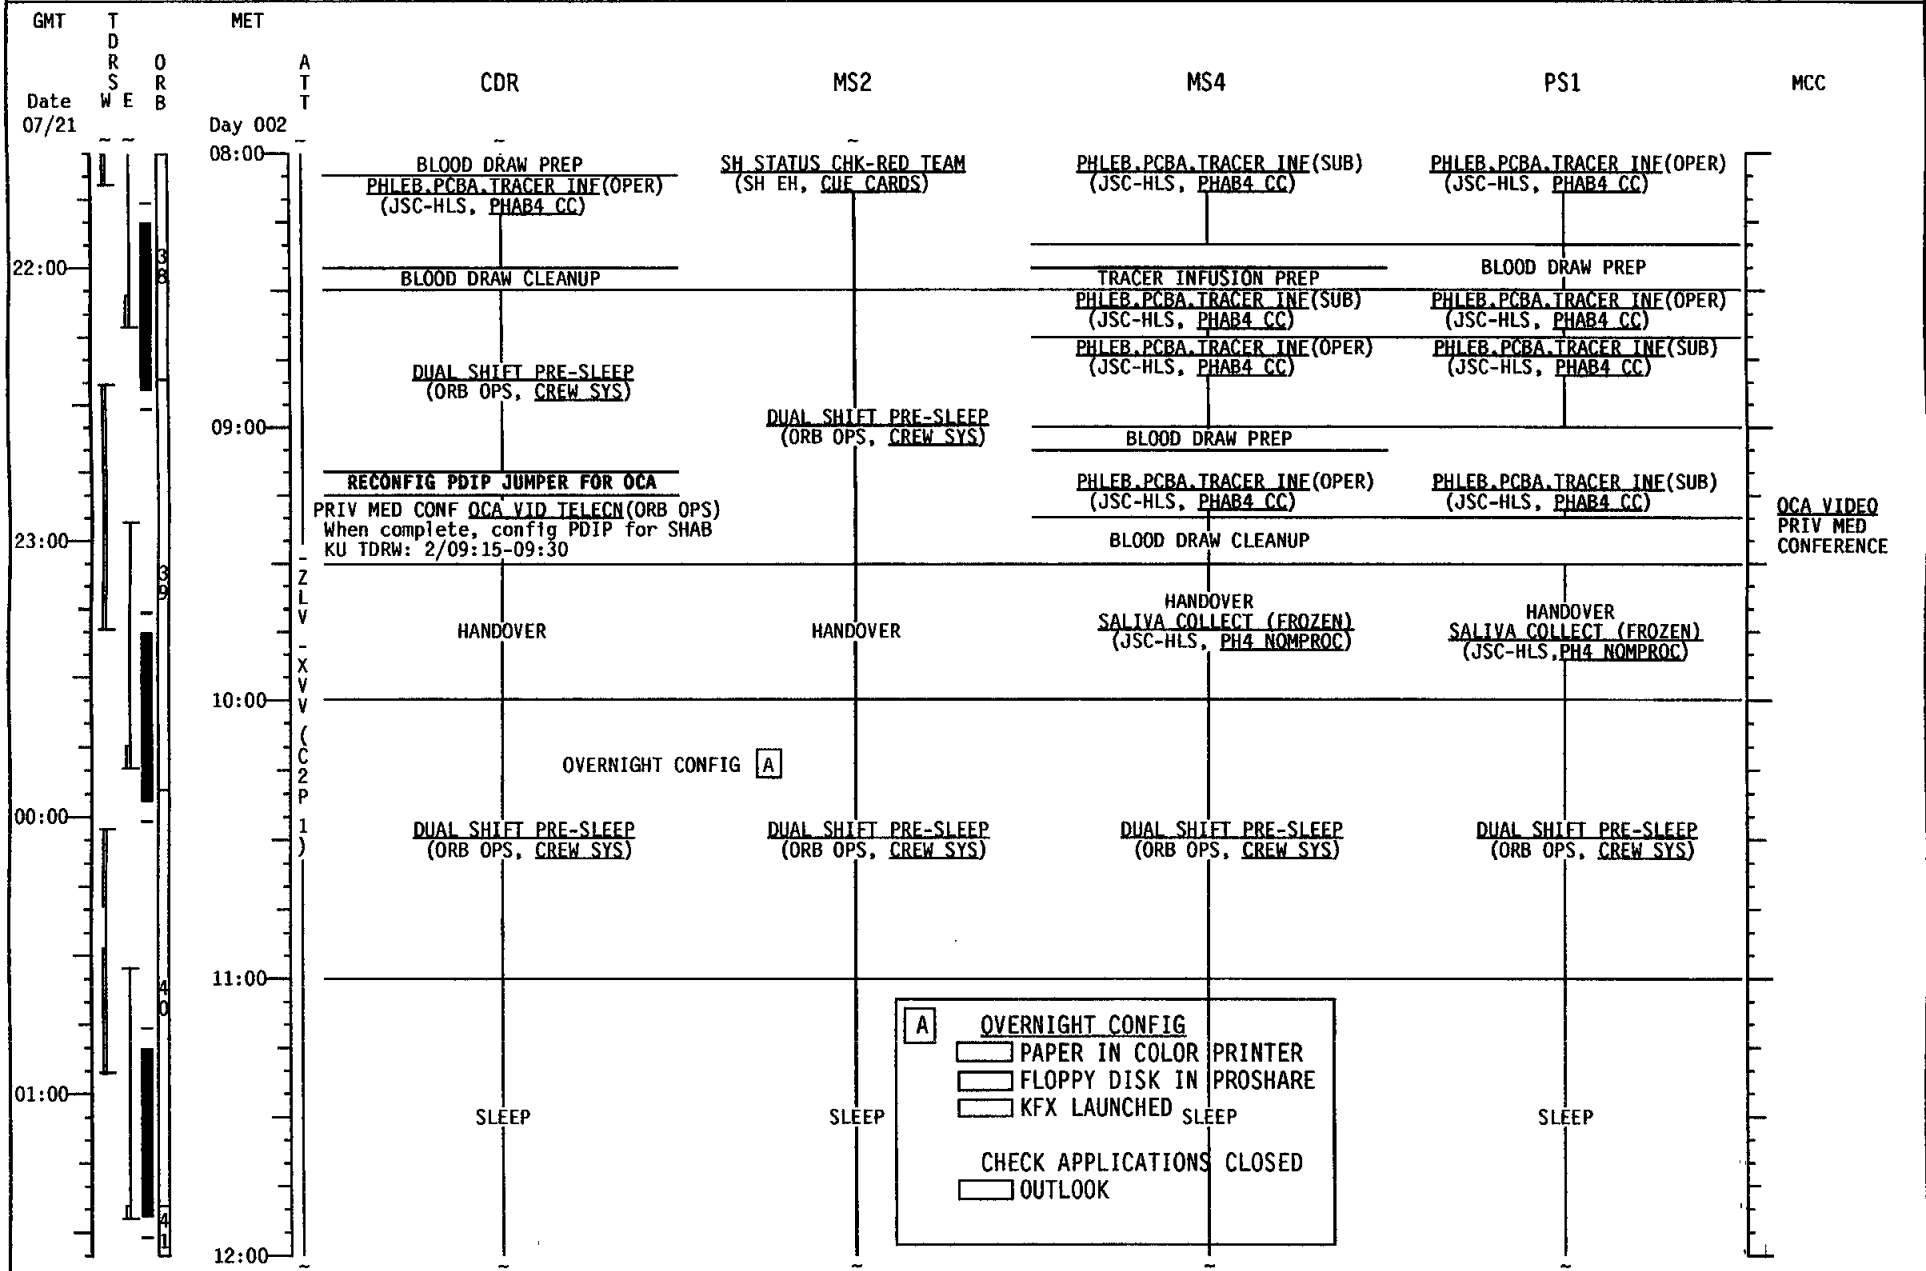 GMT
TDRS
W E
ORB
MET
ATT
CDR
MS2
MS4
PS1
MCC
Date
07/21
Day 002
08:00
BLOOD DRAW PREP
PHLEB.PCBA.TRACER INF(OPER)
(JSC-HLS, PHAB4 CC)
SH STATUS CHK-RED TEAM
(SH EH, CUE CARDS)
PHLEB.PCBA.TRACER INF(SUB)
(JSC-HLS, PHAB4 CC)
PHLEB.PCBA.TRACER INF(OPER)
(JSC-HLS, PHAB4 CC)
22:00
38
BLOOD DRAW CLEANUP
TRACER INFUSION PREP
BLOOD DRAW PREP
PHLEB.PCBA.TRACER INF(SUB)
(JSC-HLS, PHAB4 CC)
PHLEB.PCBA.TRACER INF(OPER)
(JSC-HLS, PHAB4 CC)
PHLEB.PCBA.TRACER INF(OPER)
(JSC-HLS, PHAB4 CC)
PHLEB.PCBA.TRACER INF(SUB)
(JSC-HLS, PHAB4 CC)
DUAL SHIFT PRE-SLEEP
(ORB OPS, CREW SYS)
09:00
DUAL SHIFT PRE-SLEEP
(ORB OPS, CREW SYS)
BLOOD DRAW PREP
RECONFIG PDIP JUMPER FOR OCA
PRIV MED CONF OCA VID TELECN(ORB OPS)
When complete, config PDIP for SHAB
KU TDRW: 2/09:15-09:30
PHLEB.PCBA.TRACER INF(OPER)
(JSC-HLS, PHAB4 CC)
PHLEB.PCBA.TRACER INF(SUB)
(JSC-HLS, PHAB4 CC)
OCA VIDEO
PRIV MED
CONFERENCE
23:00
39
BLOOD DRAW CLEANUP
-ZLV -XVV (C2P 1)
HANDOVER
HANDOVER
HANDOVER
SALIVA COLLECT (FROZEN)
(JSC-HLS, PH4 NOMPROC)
HANDOVER
SALIVA COLLECT (FROZEN)
(JSC-HLS,PH4 NOMPROC)
10:00
OVERNIGHT CONFIG A
00:00
DUAL SHIFT PRE-SLEEP
(ORB OPS, CREW SYS)
DUAL SHIFT PRE-SLEEP
(ORB OPS, CREW SYS)
DUAL SHIFT PRE-SLEEP
(ORB OPS, CREW SYS)
DUAL SHIFT PRE-SLEEP
(ORB OPS, CREW SYS)
11:00
40
A OVERNIGHT CONFIG
PAPER IN COLOR PRINTER
FLOPPY DISK IN PROSHARE
KFX LAUNCHED
CHECK APPLICATIONS CLOSED
OUTLOOK
01:00
SLEEP
SLEEP
SLEEP
SLEEP
41
12:00